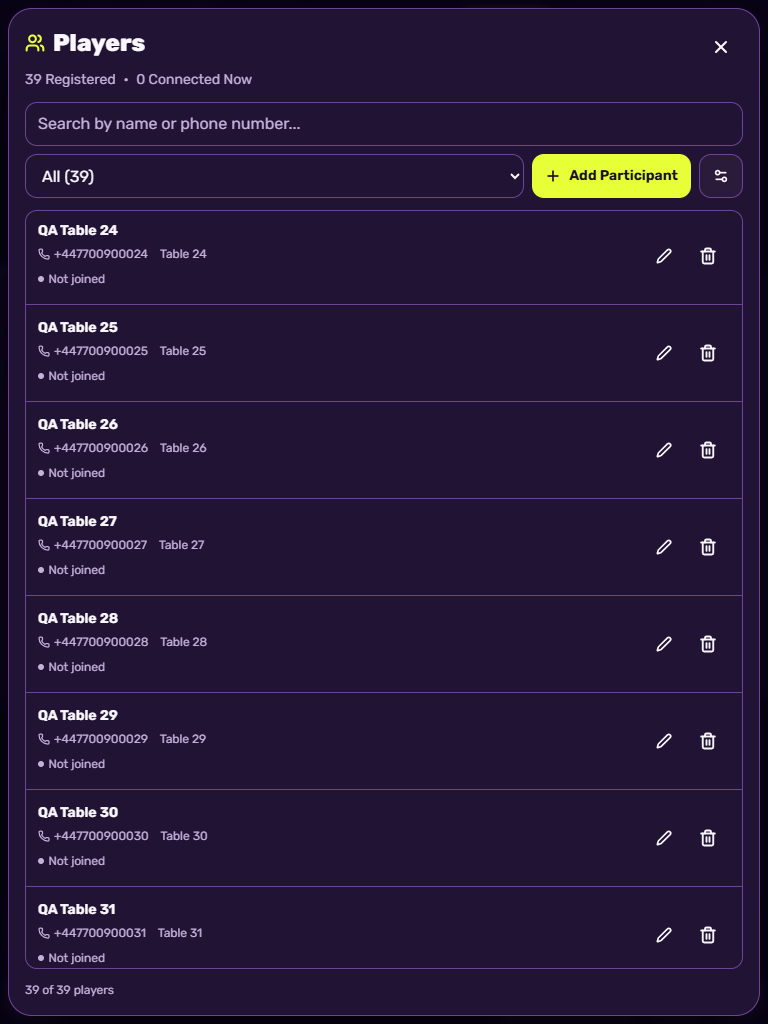 Players
39 Registered • 0 Connected Now
Search by name or phone number...
All (39)
Add Participant
QA Table 24
+447700900024 Table 24
Not joined
QA Table 25
+447700900025 Table 25
Not joined
QA Table 26
+447700900026 Table 26
Not joined
QA Table 27
+447700900027 Table 27
Not joined
QA Table 28
+447700900028 Table 28
Not joined
QA Table 29
+447700900029 Table 29
Not joined
QA Table 30
+447700900030 Table 30
Not joined
QA Table 31
+447700900031 Table 31
Not joined
39 of 39 players